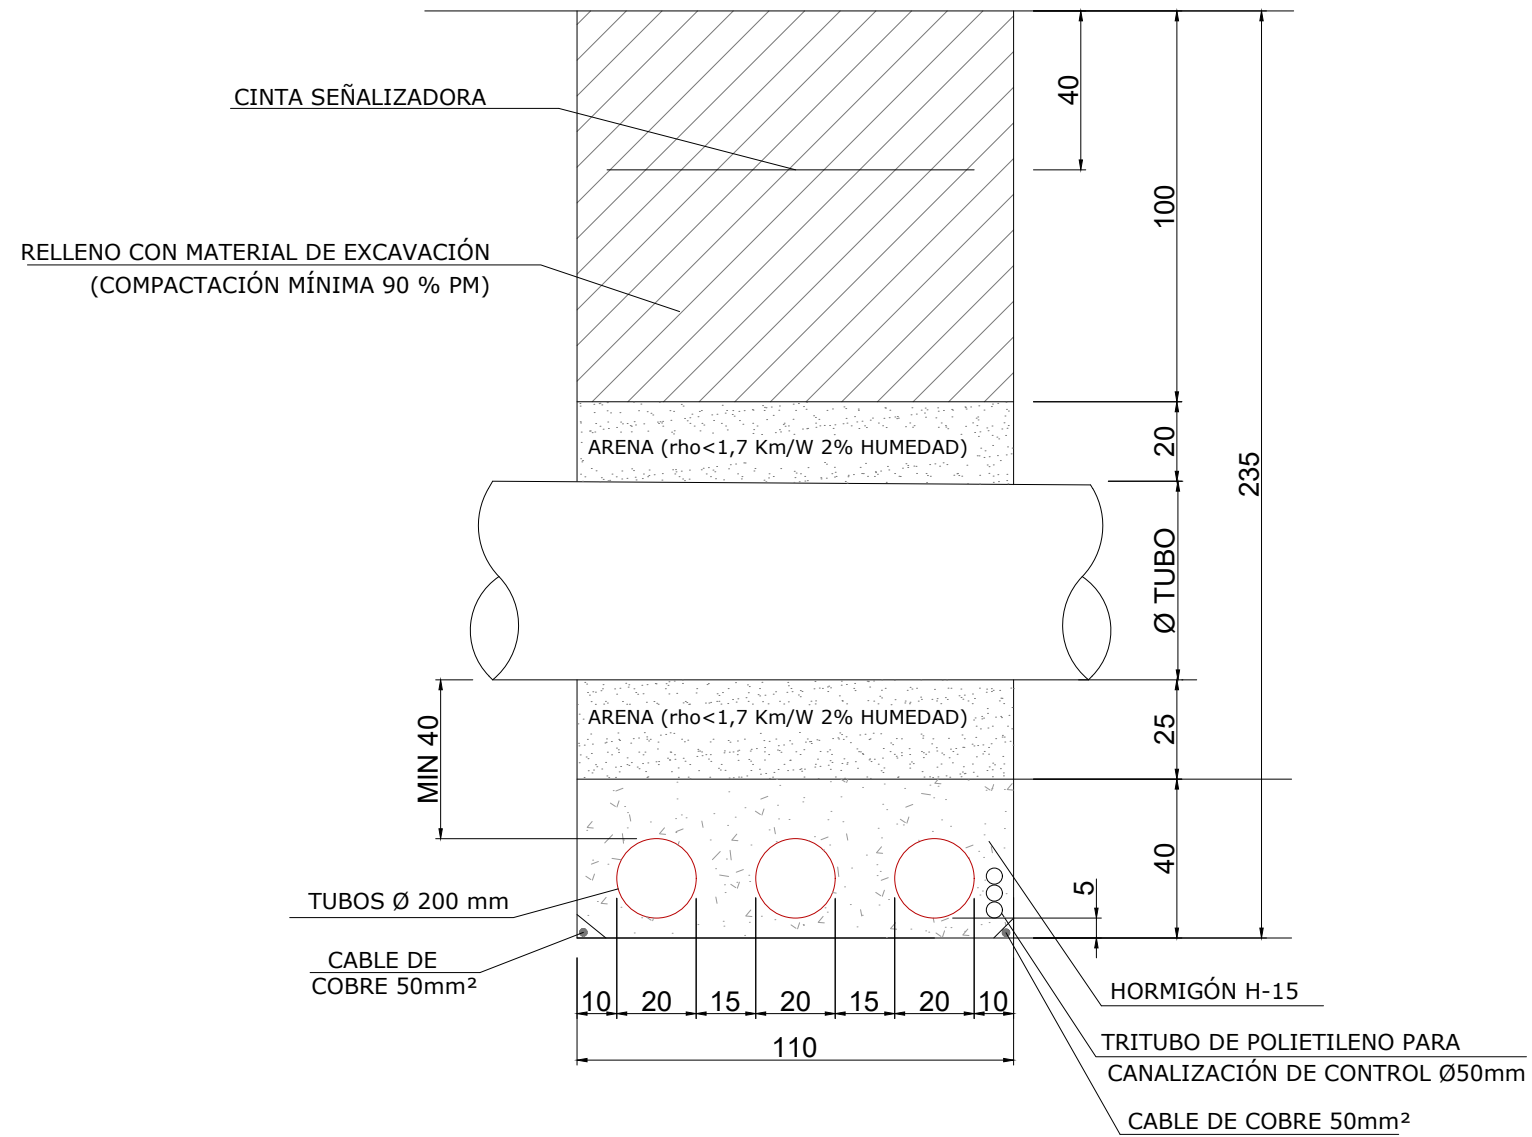 CINTA SEÑALIZADORA
40
100
RELLENO CON MATERIAL DE EXCAVACIÓN
(COMPACTACIÓN MÍNIMA 90 % PM)
ARENA (rho<1,7 Km/W 2% HUMEDAD)
20
235
Ø TUBO
ARENA (rho<1,7 Km/W 2% HUMEDAD)
25
MIN 40
40
5
TUBOS Ø 200 mm
CABLE DE
COBRE 50mm²
10 20 15 20 15 20 10
110
HORMIGÓN H-15
TRITUBO DE POLIETILENO PARA
CANALIZACIÓN DE CONTROL Ø50mm
CABLE DE COBRE 50mm²